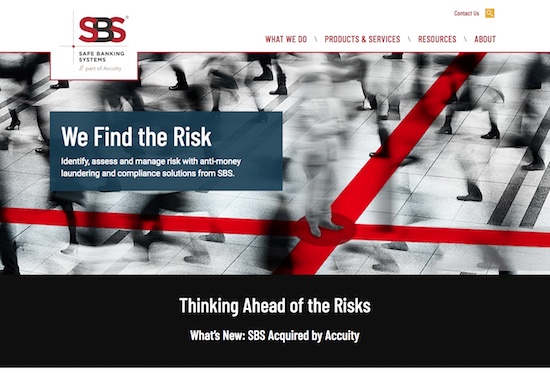 Contact Us
SBS®
SAFE BANKING
SYSTEMS
// part of Accuity
WHAT WE DO \ PRODUCTS & SERVICES \ RESOURCES \ ABOUT
We Find the Risk
Identify, assess and manage risk with anti-money
laundering and compliance solutions from SBS.
Thinking Ahead of the Risks
What's New: SBS Acquired by Accuity